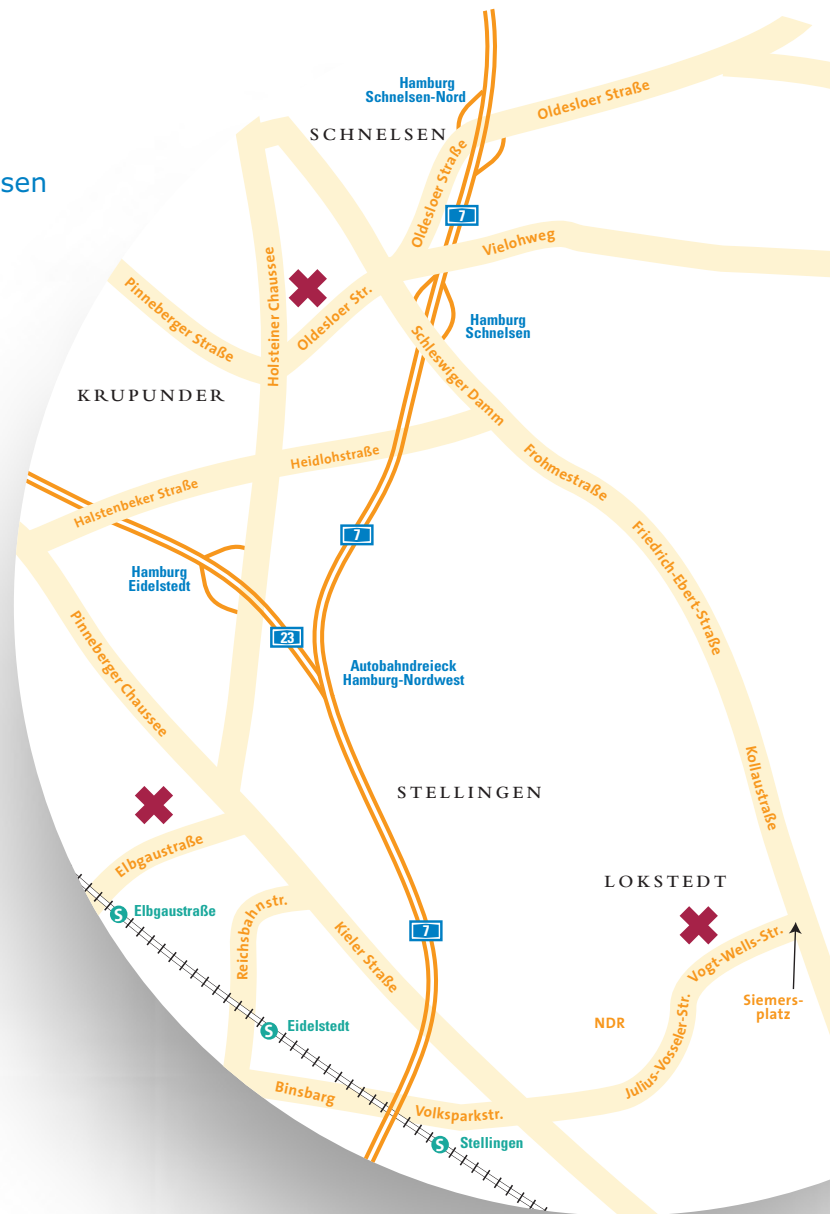 Hamburg
Schnelsen-Nord
Oldesloer Straße
SCHNELSEN
sen
Oldesloer Straße
7
Vielohweg
Holsteiner Chaussee
Pinneberger Straße
Oldesloer Str.
Hamburg
Schnelsen
Schleswiger Damm
KRUPUNDER
Heidlohstraße
Frohmestraße
Halstenbeker Straße
7
Friedrich-Ebert-Straße
Hamburg
Eidelstedt
23
Pinneberger Chaussee
Autobahndreieck
Hamburg-Nordwest
Kollaustraße
STELLINGEN
Elbgaustraße
LOKSTEDT
S Elbgaustraße
Reichsbahnstr.
Kieler Straße
7
Vogt-Wells-Str.
Siemers-
platz
S Eidelstedt
NDR
Julius-Vosseler-Str.
Binsbarg
Volksparkstr.
S Stellingen